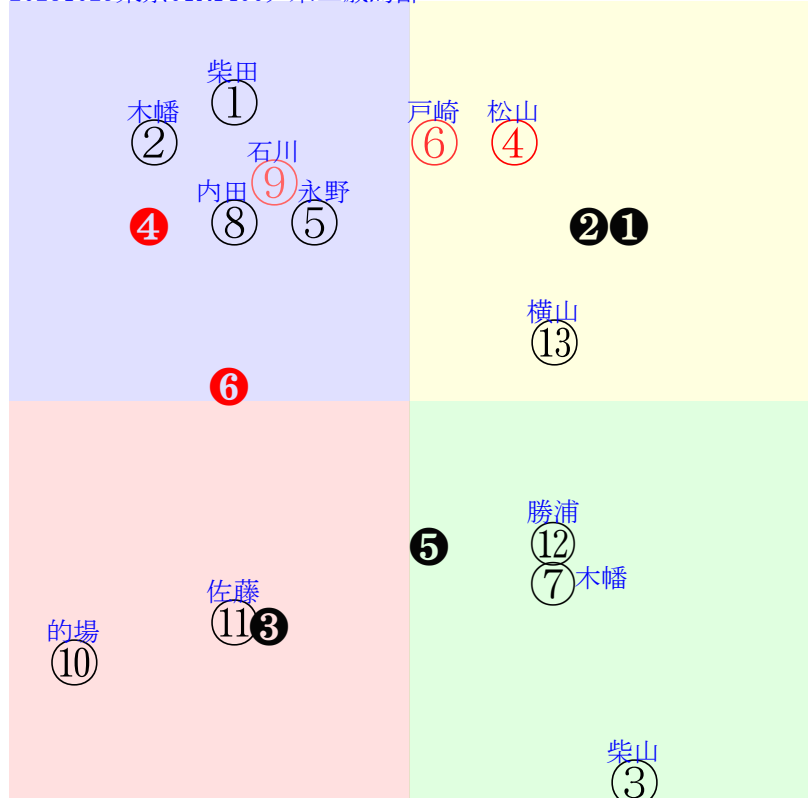 柴田
①
木幡
②
戸崎
⑥
松山
④
石川
⑨
内田
⑧
永野
⑤
❹
❷❶
横山
⑬
❻
勝浦
⑫
❺
⑦木幡
佐藤
⑪❸
的場
⑩
柴山
③